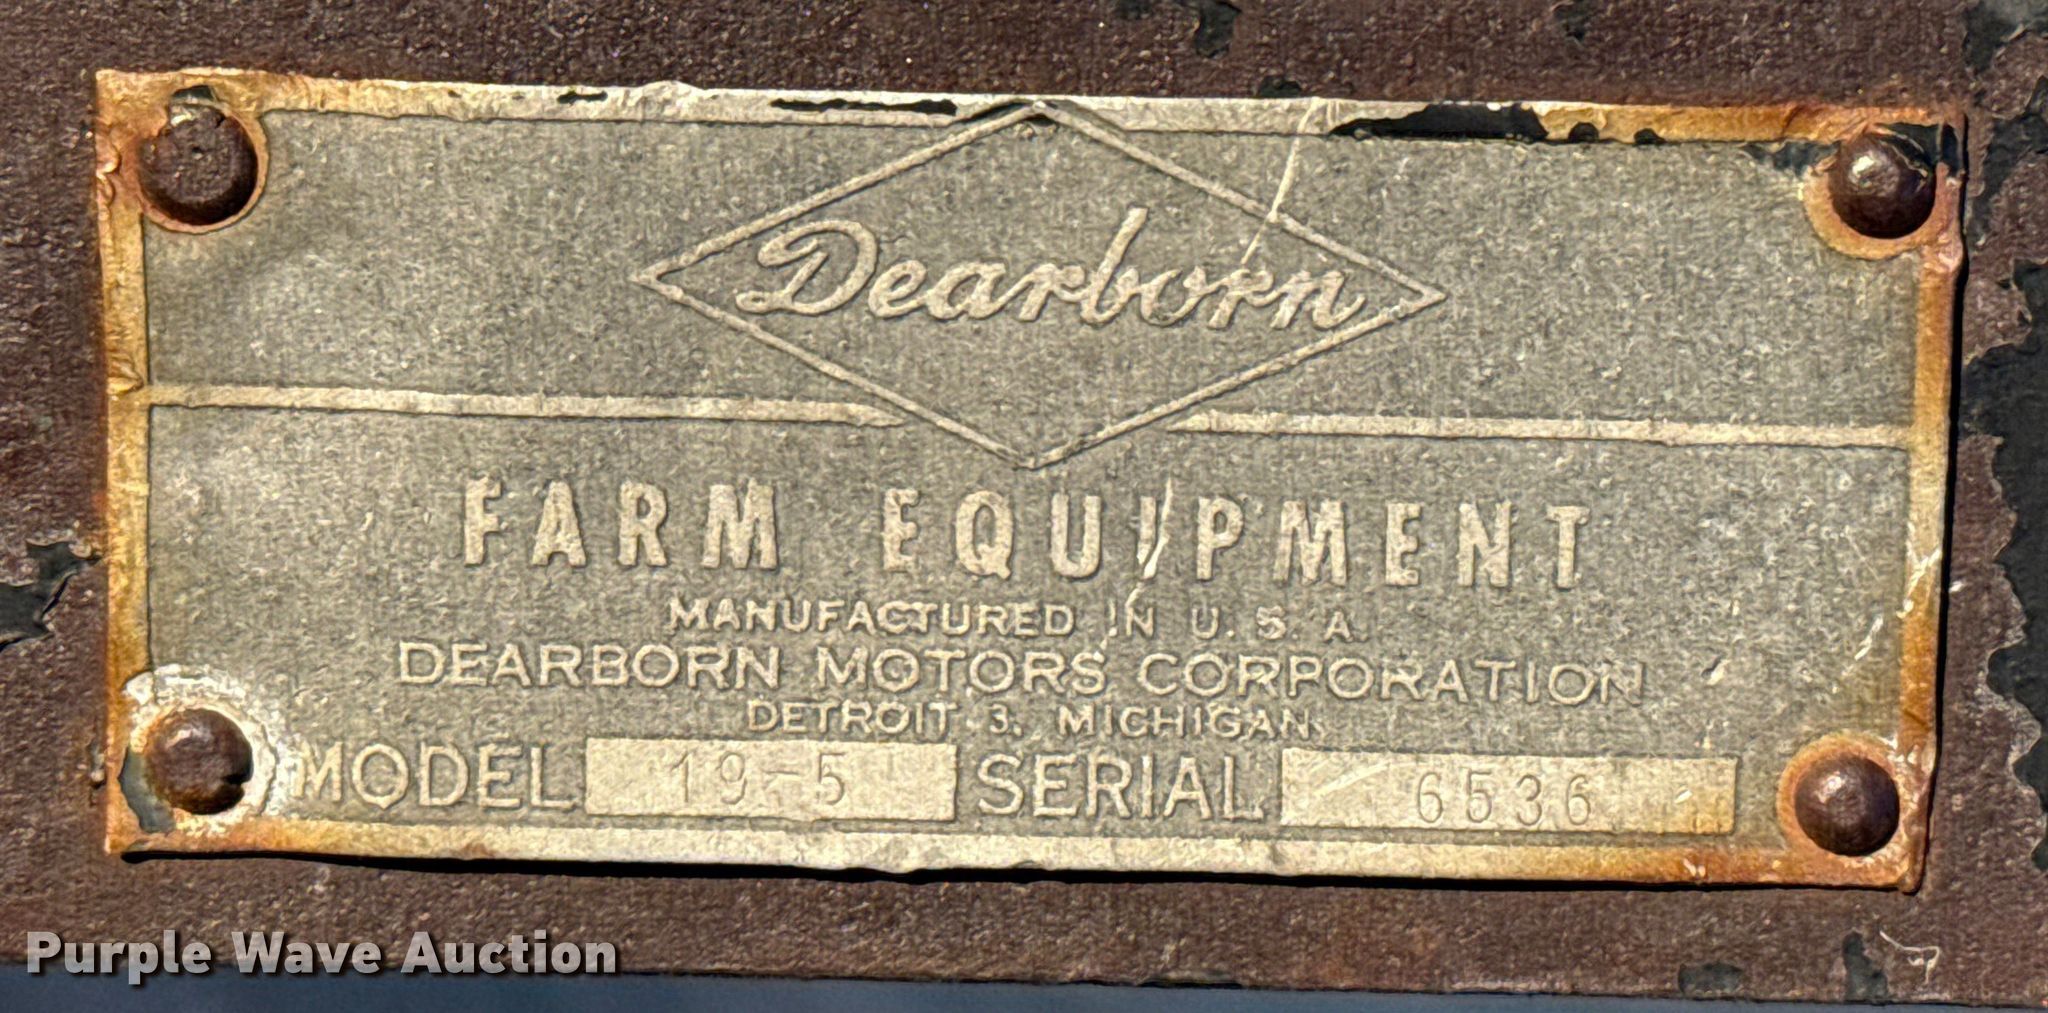 Dearborn
FARM EQUIPMENT
MANUFACTURED IN U. S. A.
DEARBORN MOTORS CORPORATION
DETROIT 3, MICHIGAN
MODEL 19-5 SERIAL 6536
Purple Wave Auction